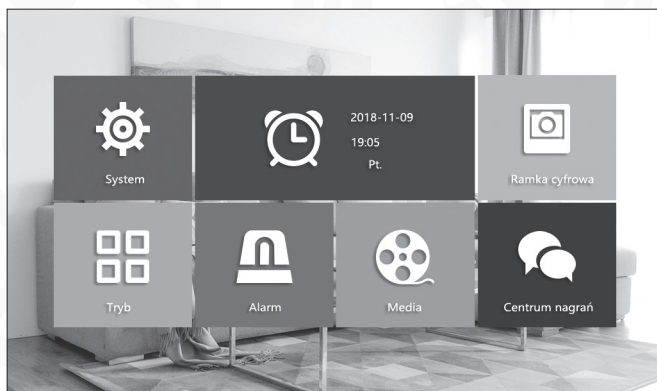 System
2018-11-09
19:05
Pt.
Ramka cyfrowa
Tryb
Alarm
Media
Centrum nagrań